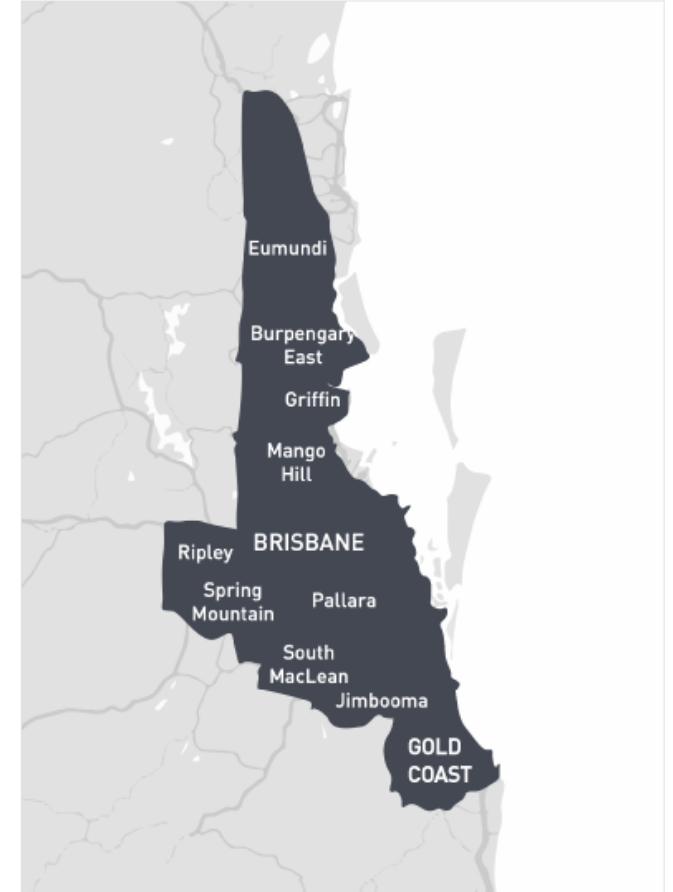 Eumundi
Burpengary
East
Griffin
Mango
Hill
BRISBANE
Ripley
Spring
Mountain
Pallara
South
MacLean
Jimbooma
GOLD
COAST